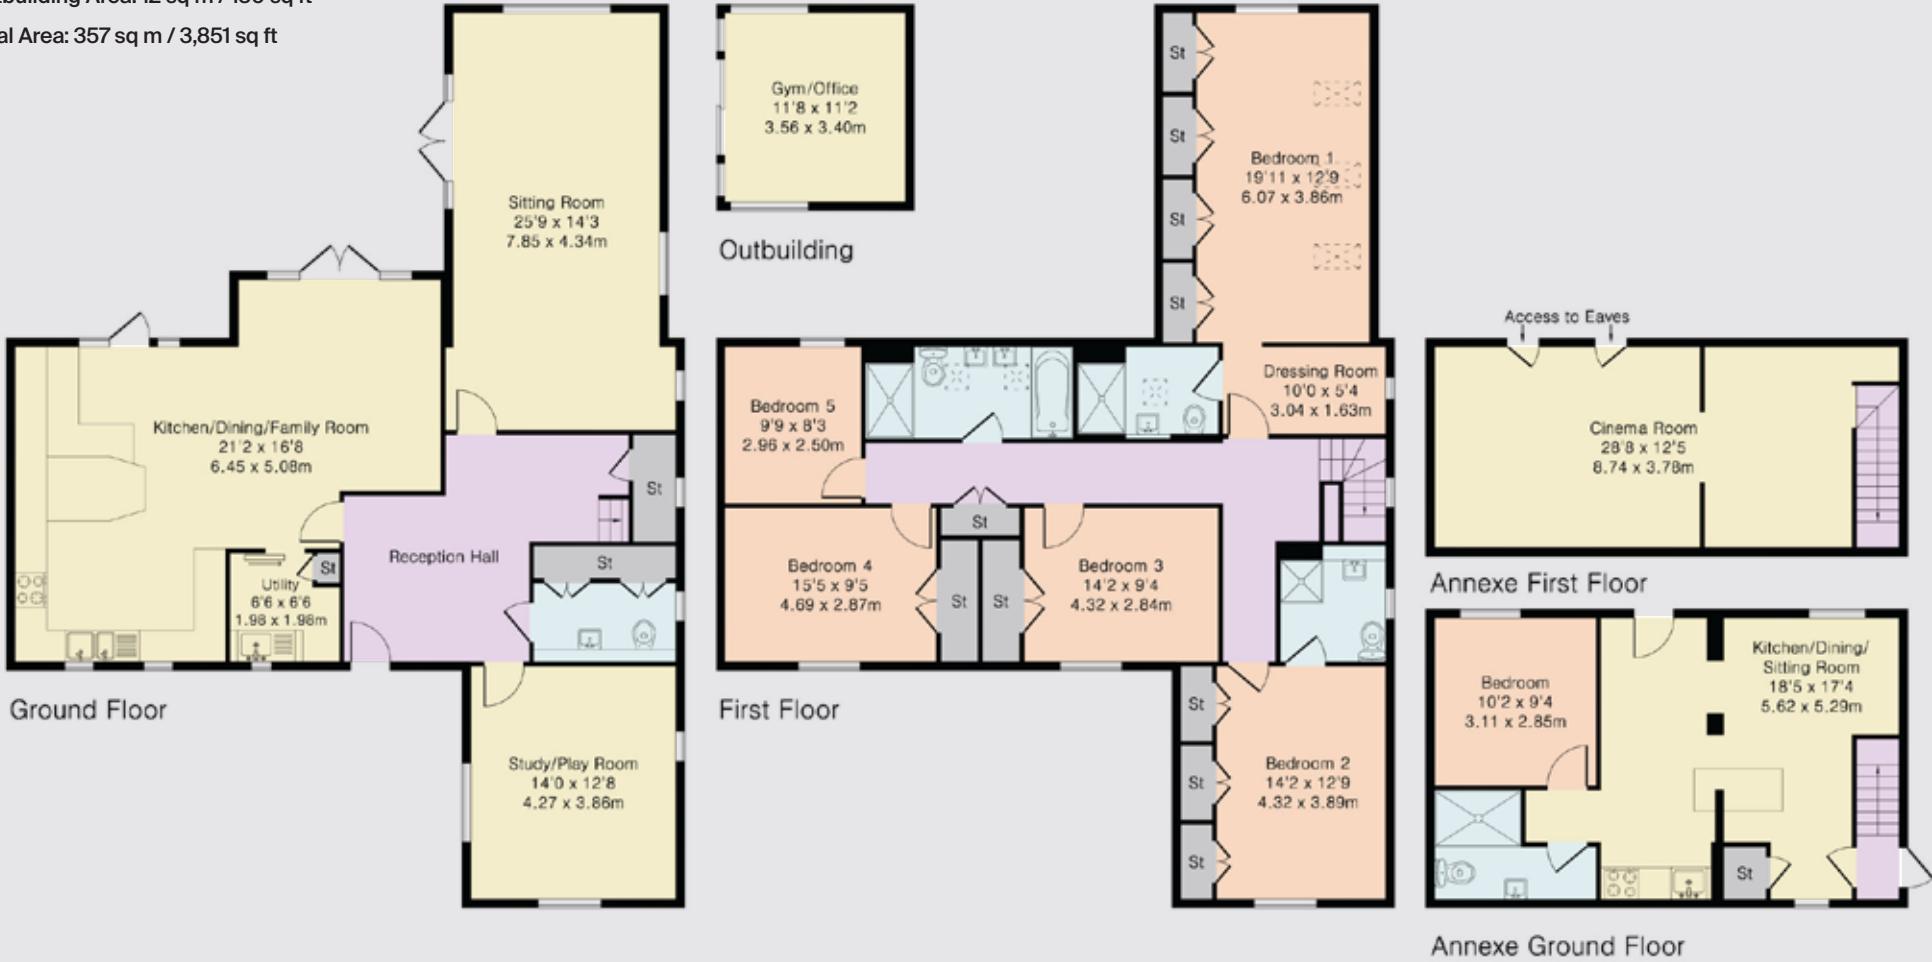 Area: 12 sq m /
Area: 357 sq m / 3,851 sq ft
Sitting Room
25'9 x 14'3
7.85 x 4.34m
Kitchen/Dining/Family Room
21'2 x 16'8
6.45 x 5.08m
Utility
6'6 x 6'6
1.98 x 1.98m
St
Reception Hall
St
St
Study/Play Room
14'0 x 12'8
4.27 x 3.86m
Ground Floor
Gym/Office
11'8 x 11'2
3.56 x 3.40m
Outbuilding
St
St
St
St
Bedroom 1
19'11 x 12'9
6.07 x 3.86m
Dressing Room
10'0 x 5'4
3.04 x 1.63m
Bedroom 5
9'9 x 8'3
2.96 x 2.50m
Bedroom 4
15'5 x 9'5
4.69 x 2.87m
St
St
St
Bedroom 3
14'2 x 9'4
4.32 x 2.84m
St
St
St
Bedroom 2
14'2 x 12'9
4.32 x 3.89m
First Floor
Access to Eaves
Cinema Room
28'8 x 12'5
8.74 x 3.78m
Annexe First Floor
Bedroom
10'2 x 9'4
3.11 x 2.85m
Kitchen/Dining/
Sitting Room
18'5 x 17'4
5.62 x 5.29m
St
Annexe Ground Floor